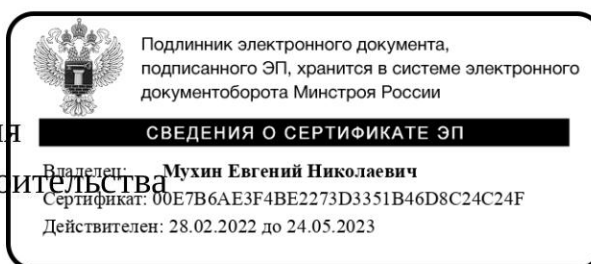 Подлинник электронного документа,
подписанного ЭП, хранится в системе электронного
документоборота Минстроя России
СВЕДЕНИЯ О СЕРТИФИКАТЕ ЭП
Владелец: Мухин Евгений Николаевич
Сертификат: 00E7B6AE3F4BE2273D3351B46D8C24C24F
Действителен: 28.02.2022 до 24.05.2023